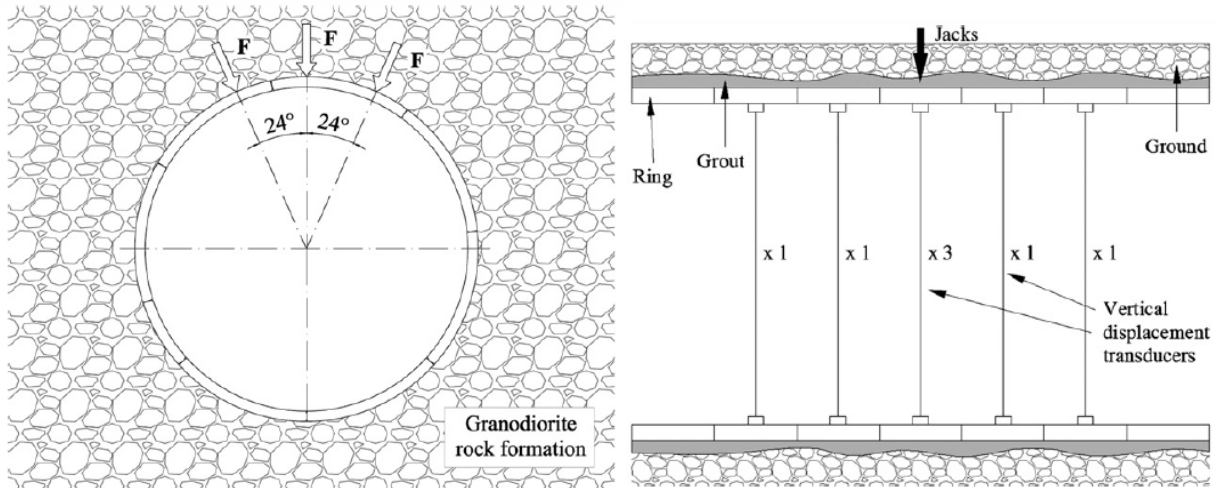 F
F
F
24°
24°
Granodiorite
rock formation
Jacks
Ring
Grout
Ground
x 1
x 1
x 3
x 1
x 1
Vertical
displacement
transducers